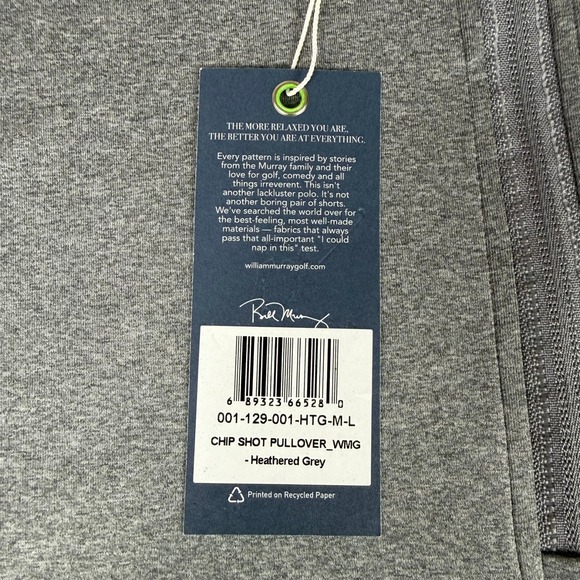 THE MORE RELAXED YOU ARE,
THE BETTER YOU ARE AT EVERYTHING.
Every pattern is inspired by stories
from the Murray family and their
love for golf, comedy and all
things irreverent. This isn't
another lackluster polo. It's not
another boring pair of shorts.
We've searched the world over for
the best-feeling, most well-made
materials — fabrics that always
pass that all-important "I could
nap in this" test.
williammurraygolf.com
Bill Murray
6 89323 66528 0
001-129-001-HTG-M-L
CHIP SHOT PULLOVER_WMG
- Heathered Grey
Printed on Recycled Paper